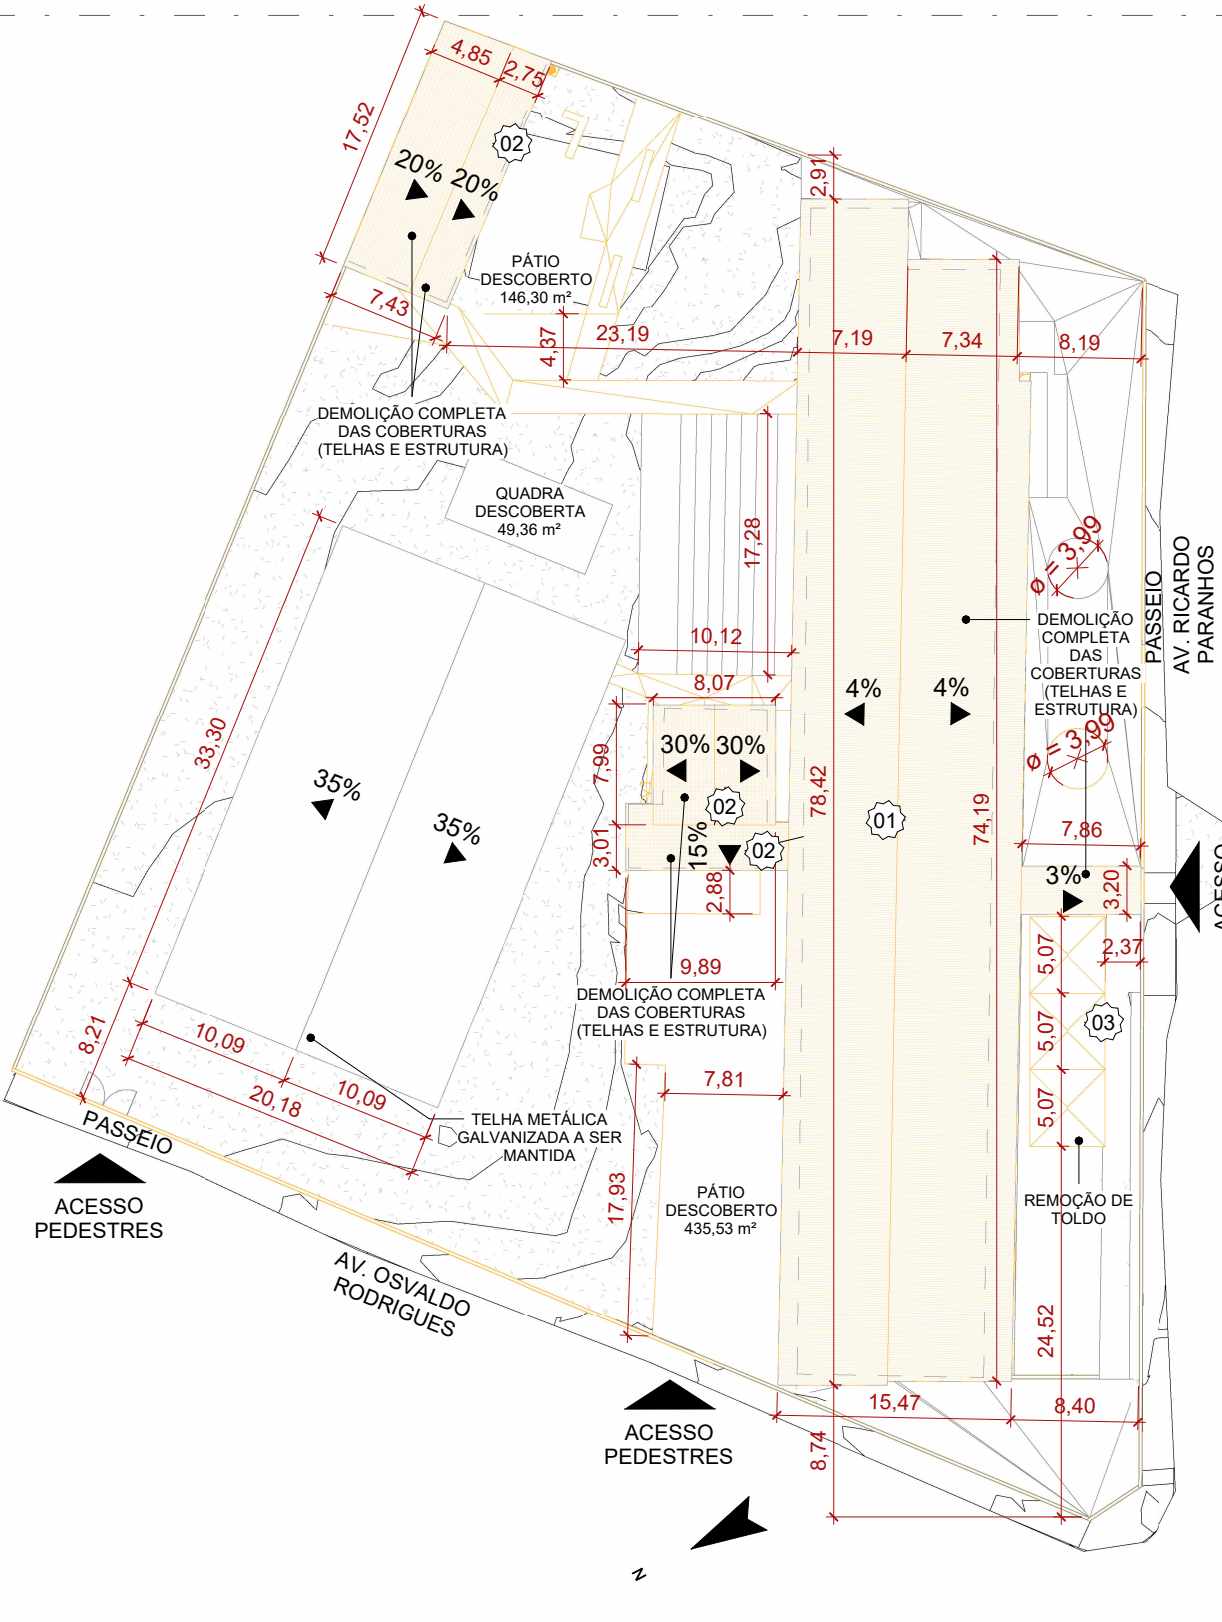 4,85
2,75
17,52
02
20%
20%
2,91
PÁTIO
DESCOBERTO
146,30 m²
7,43
4,37
23,19
7,19
7,34
8,19
DEMOLIÇÃO COMPLETA
DAS COBERTURAS
(TELHAS E ESTRUTURA)
QUADRA
DESCOBERTA
49,36 m²
17,28
ø = 3,99
PASSEIO
AV. RICARDO
PARANHOS
DEMOLIÇÃO
COMPLETA
DAS
COBERTURAS
(TELHAS E
ESTRUTURA)
10,12
8,07
4%
4%
33,30
30%
30%
7,99
ø = 3,99
35%
35%
78,42
74,19
02
01
3,01
15%
02
7,86
2,88
3%
3,20
ACESSO
9,89
5,07
2,37
DEMOLIÇÃO COMPLETA
DAS COBERTURAS
(TELHAS E ESTRUTURA)
03
5,07
8,21
10,09
10,09
20,18
7,81
5,07
PASSEIO
TELHA METÁLICA
GALVANIZADA A SER
MANTIDA
ACESSO
PEDESTRES
17,93
PÁTIO
DESCOBERTO
435,53 m²
REMOÇÃO DE
TOLDO
AV. OSVALDO
RODRIGUES
24,52
15,47
8,40
ACESSO
PEDESTRES
8,74
N